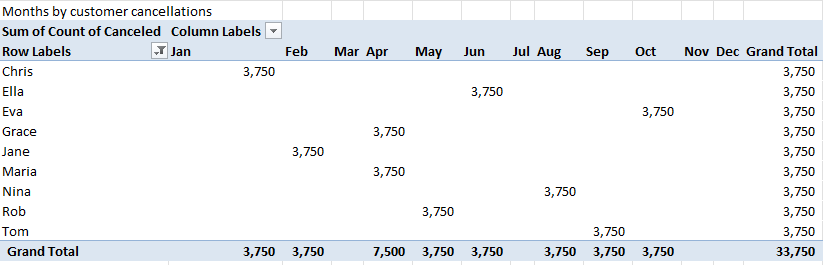 Months by customer cancellations
Sum of Count of Canceled Column Labels
Row Labels Jan Feb Mar Apr May Jun Jul Aug Sep Oct Nov Dec Grand Total
Chris 3,750 3,750
Ella 3,750 3,750
Eva 3,750 3,750
Grace 3,750 3,750
Jane 3,750 3,750
Maria 3,750 3,750
Nina 3,750 3,750
Rob 3,750 3,750
Tom 3,750 3,750
Grand Total 3,750 3,750 7,500 3,750 3,750 3,750 3,750 3,750 33,750